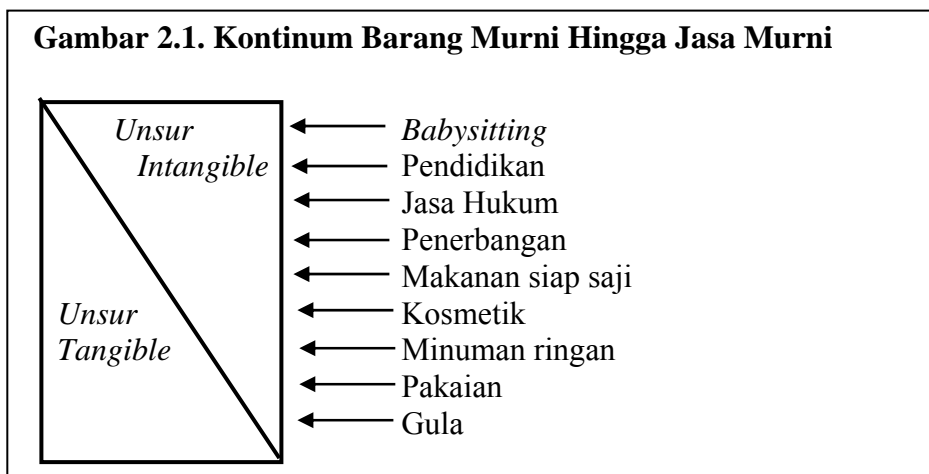 Gambar 2.1. Kontinum Barang Murni Hingga Jasa Murni
Unsur
Intangible
Unsur
Tangible
Babysitting
Pendidikan
Jasa Hukum
Penerbangan
Makanan siap saji
Kosmetik
Minuman ringan
Pakaian
Gula